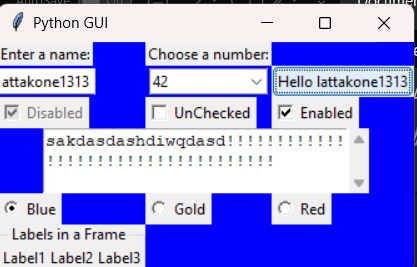 Python GUI
Enter a name: Choose a number:
attakone1313 42 Hello lattakone1313
Disabled UnChecked Enabled
sakdasdashdiwqdasd!!!!!!!!!!!!
!!!!!!!!!!!!!!!!!!!!!!!
Blue Gold Red
Labels in a Frame
Label1 Label2 Label3